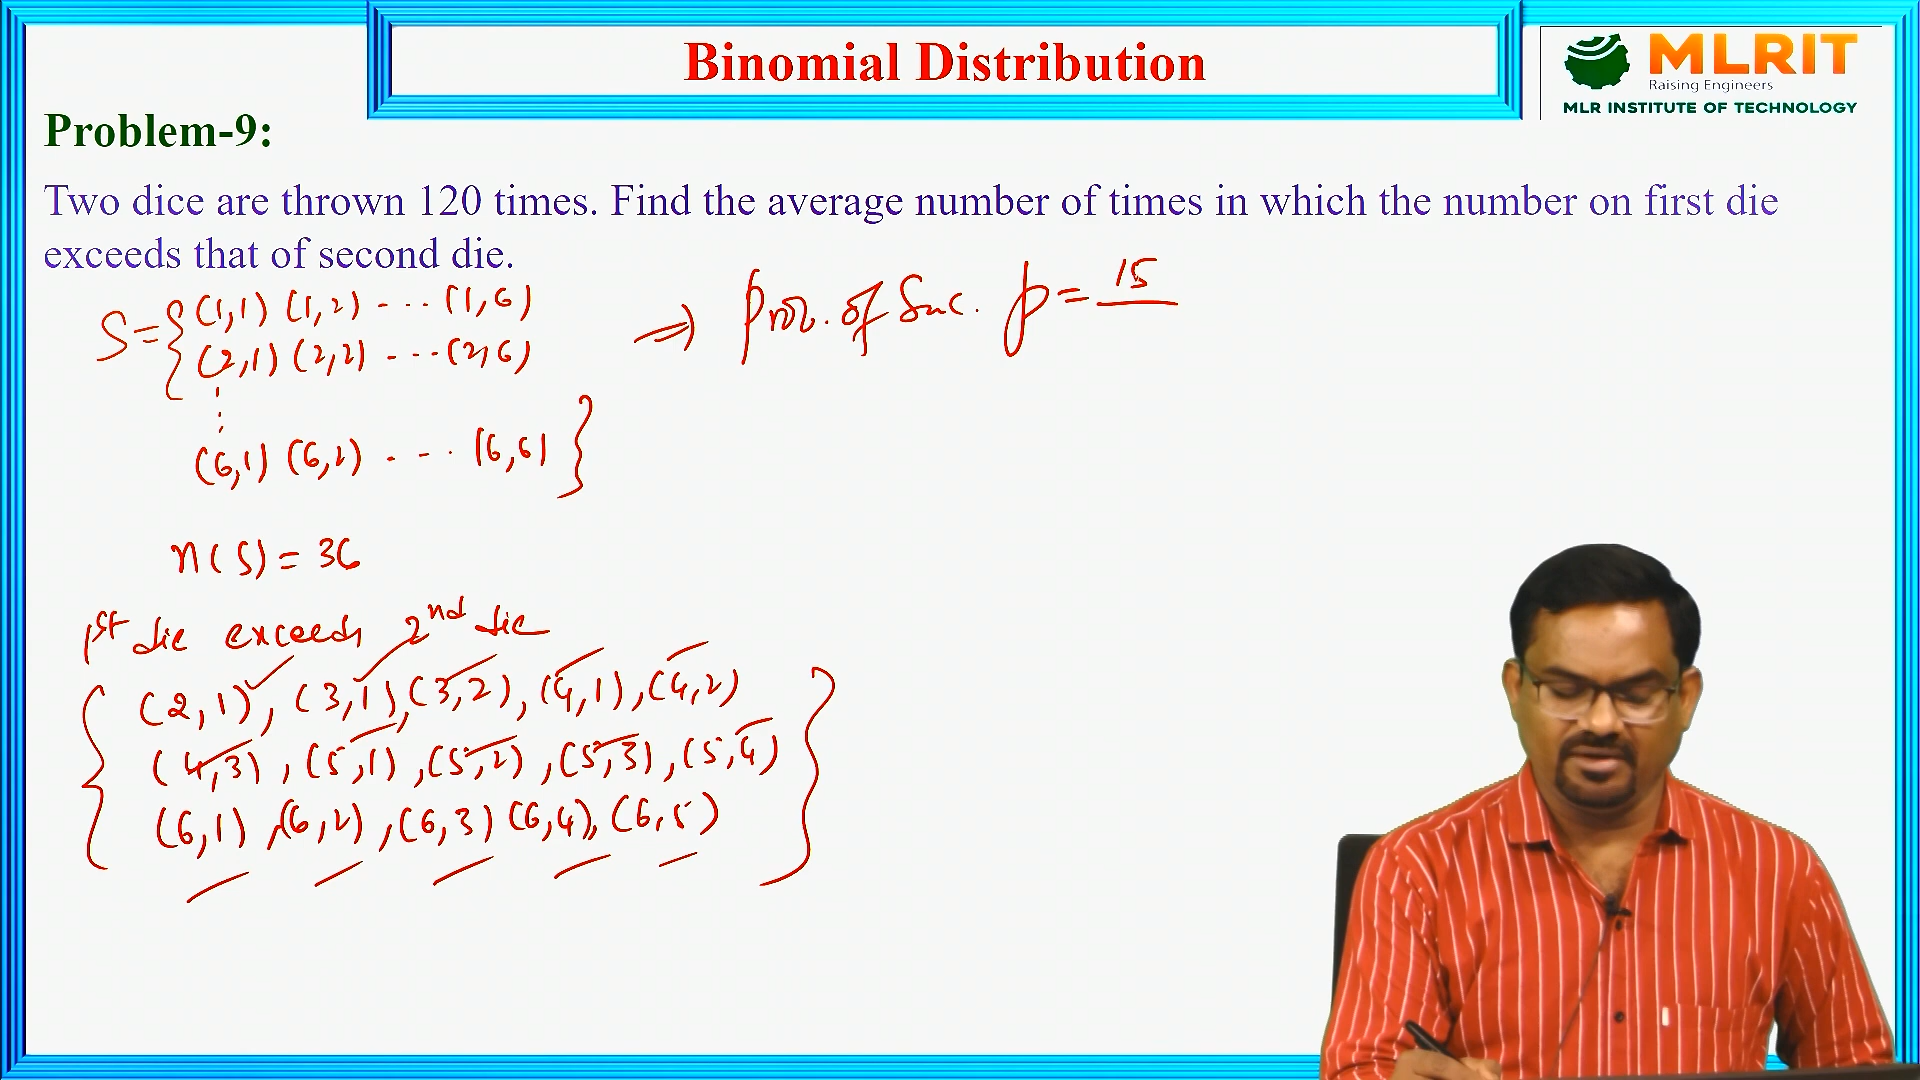 Binomial Distribution
MLRIT
Raising Engineers
MLR INSTITUTE OF TECHNOLOGY
Problem-9:
Two dice are thrown 120 times. Find the average number of times in which the number on first die
exceeds that of second die.
S = { (1,1) (1,2) --- (1,6)
(2,1) (2,2) --- (2,6)
(6,1) (6,2) --- (6,6) }
n(S) = 36
1st die exceeds 2nd die
{ (2,1), (3,1), (3,2), (4,1), (4,2)
(4,3), (5,1), (5,2), (5,3), (5,4)
(6,1), (6,2), (6,3) (6,4), (6,5) }
⇒ Prob. of Suc. p = 15